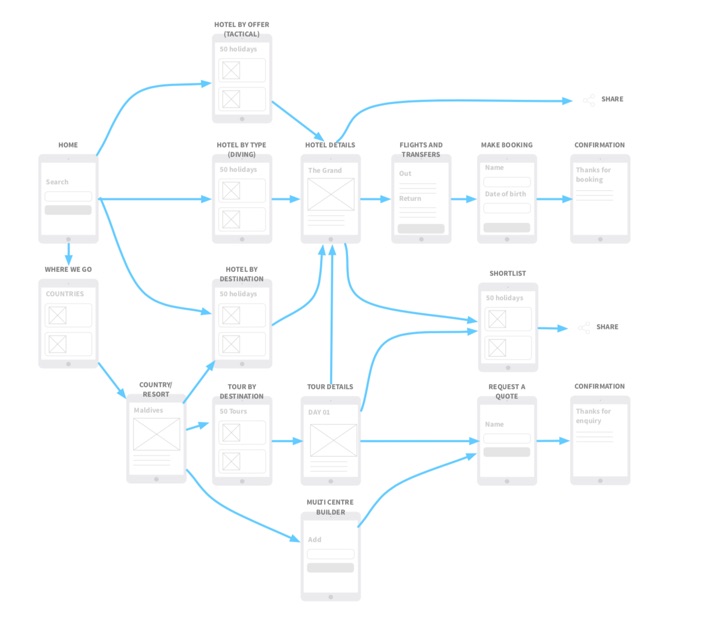 HOTEL BY OFFER
(TACTICAL)
50 holidays
SHARE
HOME
Search
HOTEL BY TYPE
(DIVING)
50 holidays
HOTEL DETAILS
The Grand
FLIGHTS AND
TRANSFERS
Out
Return
MAKE BOOKING
Name
Date of birth
CONFIRMATION
Thanks for
booking
WHERE WE GO
COUNTRIES
HOTEL BY
DESTINATION
50 holidays
SHORTLIST
50 holidays
SHARE
COUNTRY/
RESORT
Maldives
TOUR BY
DESTINATION
50 Tours
TOUR DETAILS
DAY 01
REQUEST A
QUOTE
Name
CONFIRMATION
Thanks for
enquiry
MULTI CENTRE
BUILDER
Add